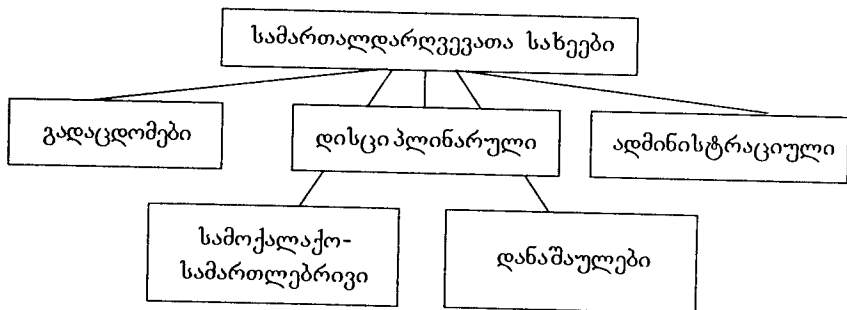 სამართალდარღვევათა სახეები
გადაცდომები
დისციპლინარული
ადმინისტრაციული
სამოქალაქო-
სამართლებრივი
დანაშაულები